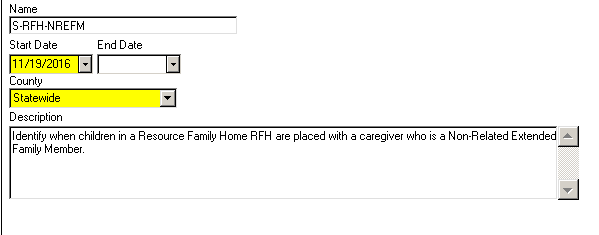 Name
S-RFH-NREFM
Start Date End Date
11/19/2016
County
Statewide
Description
Identify when children in a Resource Family Home RFH are placed with a caregiver who is a Non-Related Extended
Family Member.